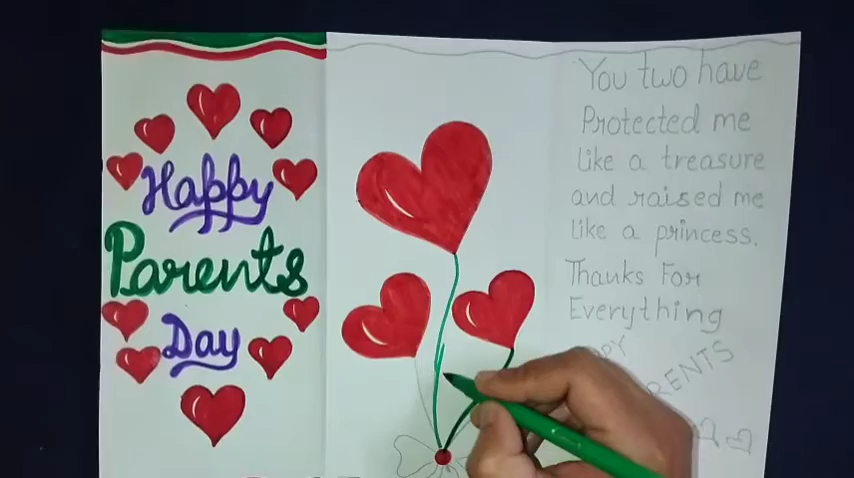 Happy
Parents
Day
You two have
Protected me
like a treasure
and raised me
like a princess.
Thanks For
Everything